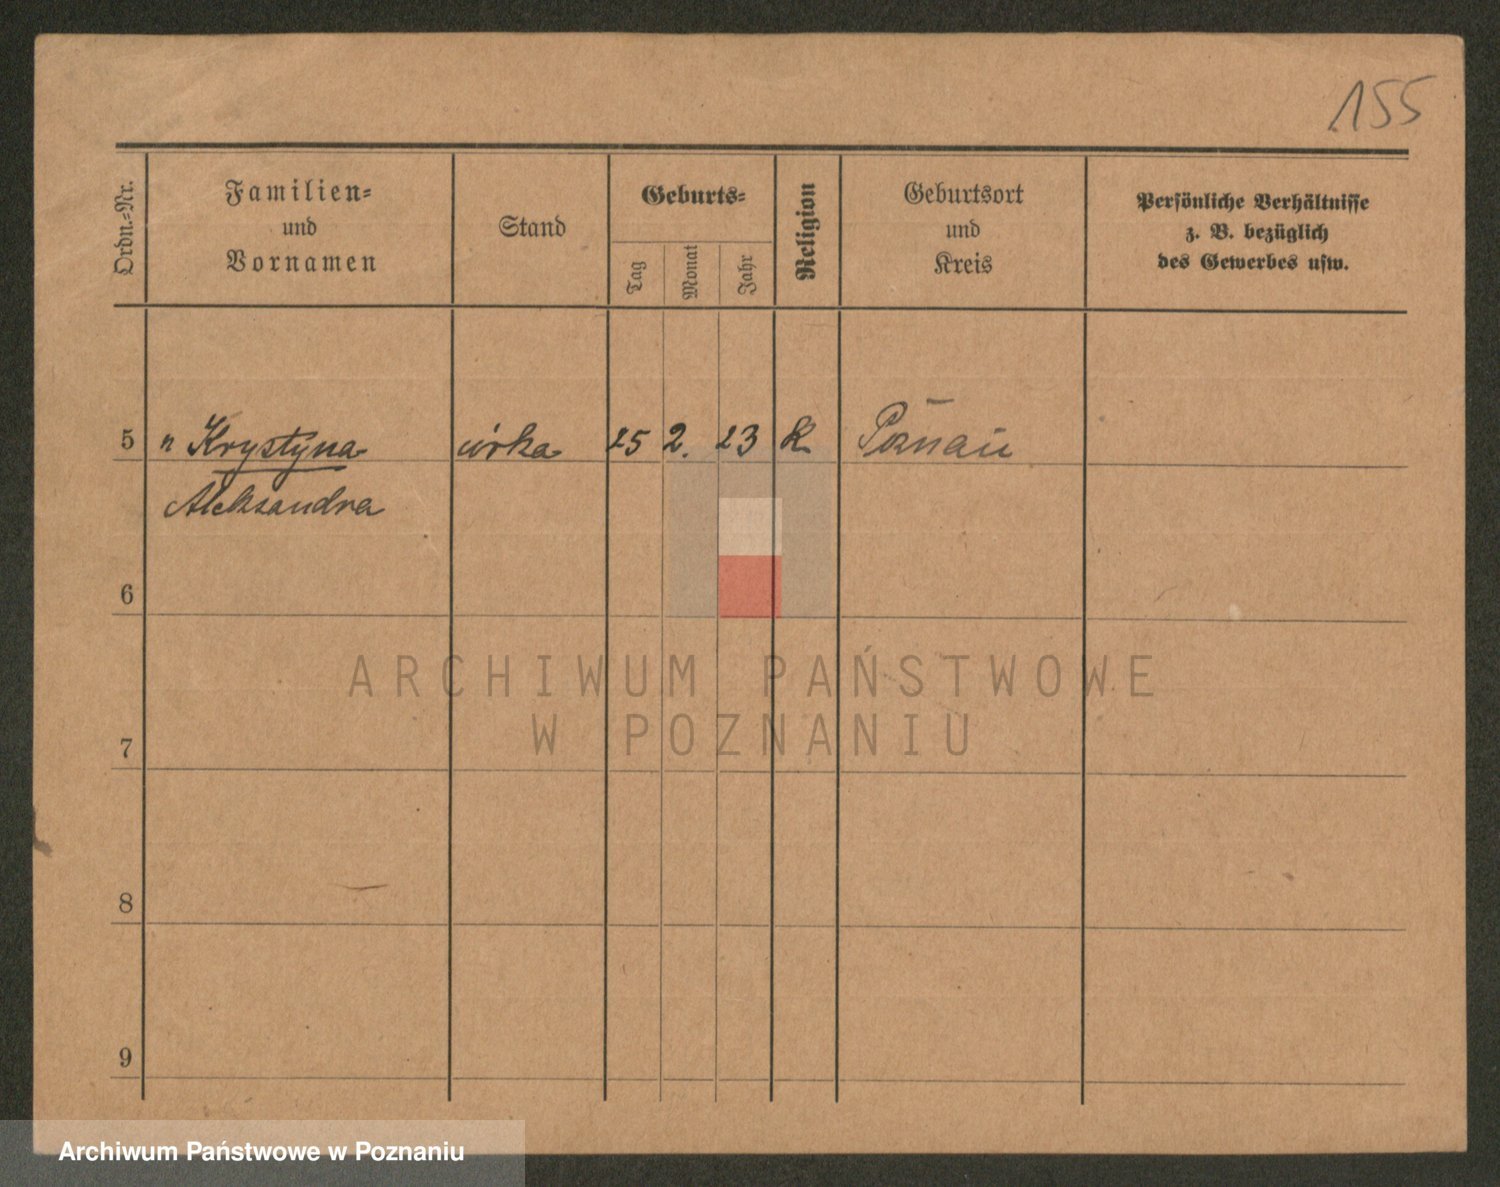 155
Ordn.-Nr.
Familien-
und
Vornamen
Stand
Geburts-
Tag
Monat
Jahr
Religion
Geburtsort
und
Kreis
Persönliche Verhältnisse
z. B. bezüglich
des Gewerbes usw.
5 " Krystyna córka 25 2. 23 K Poznań
Aleksandra
6
7
8
9
ARCHIWUM PAŃSTWOWE
W POZNANIU
Archiwum Państwowe w Poznaniu